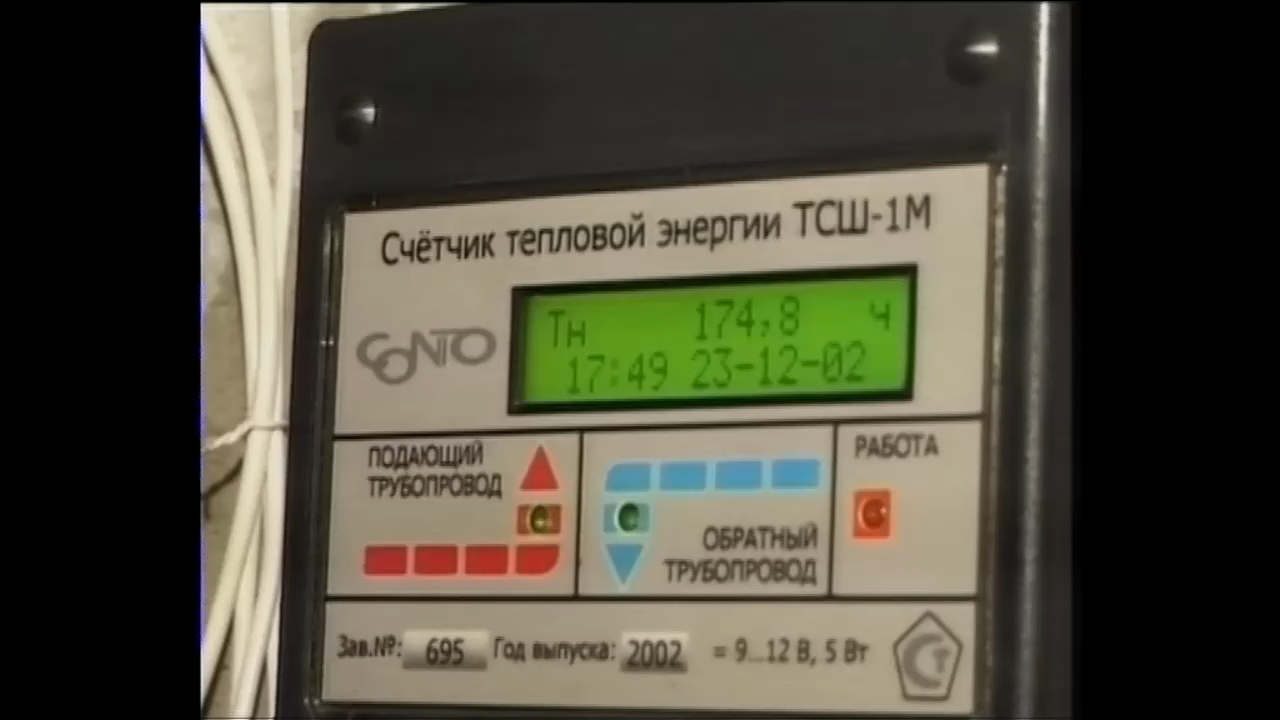 Счётчик тепловой энергии ТСШ-1М
СОNТО
Тн 174,8 ч
17:49 23-12-02
ПОДАЮЩИЙ
ТРУБОПРОВОД
ОБРАТНЫЙ
ТРУБОПРОВОД
РАБОТА
Зав.№: 695 Год выпуска: 2002 = 9...12 В, 5 Вт